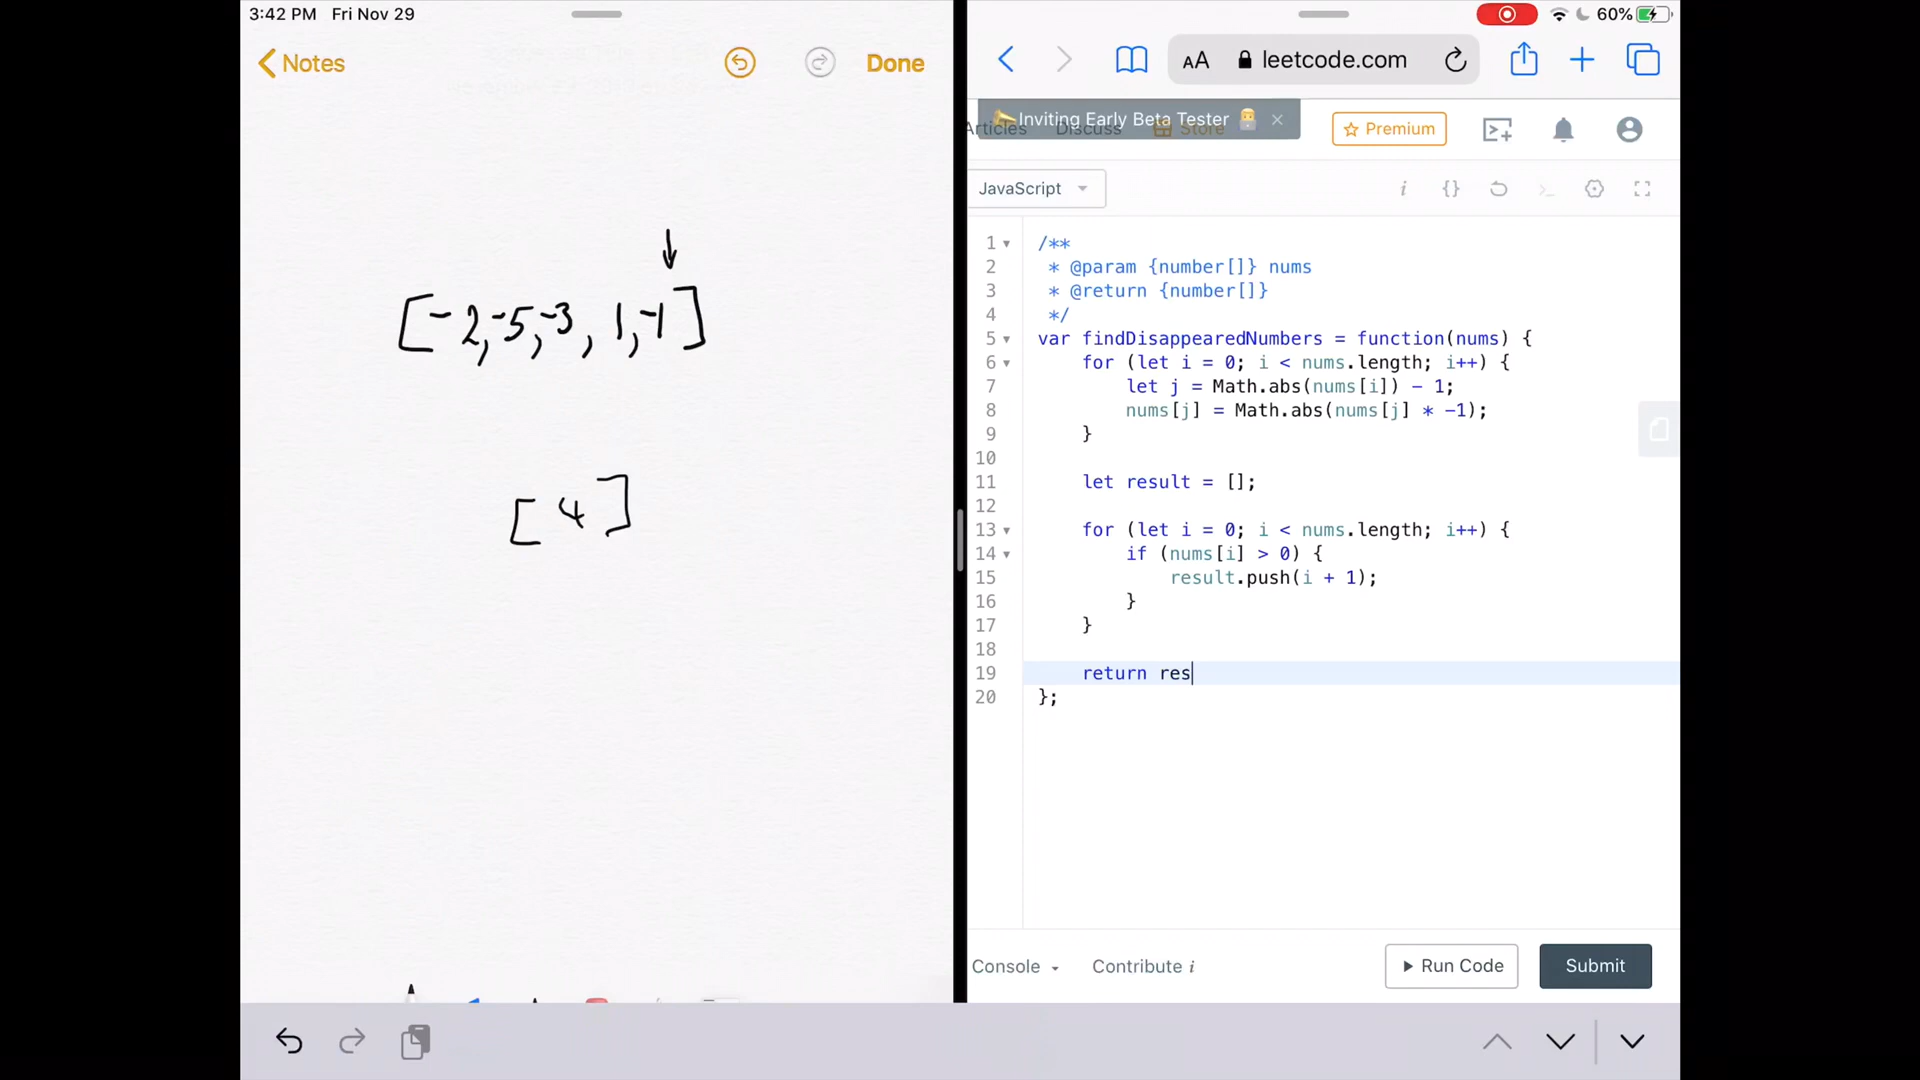 3:42 PM Fri Nov 29
Notes
Done
[-2,-5,-3, 1,-1]
[4]
60%
AA leetcode.com
Articles Discuss Store
Inviting Early Beta Tester ×
Premium
JavaScript
1 /**
2 * @param {number[]} nums
3 * @return {number[]}
4 */
5 var findDisappearedNumbers = function(nums) {
6 for (let i = 0; i < nums.length; i++) {
7 let j = Math.abs(nums[i]) - 1;
8 nums[j] = Math.abs(nums[j] * -1);
9 }
10
11 let result = [];
12
13 for (let i = 0; i < nums.length; i++) {
14 if (nums[i] > 0) {
15 result.push(i + 1);
16 }
17 }
18
19 return res
20 };
Console
Contribute i
Run Code
Submit